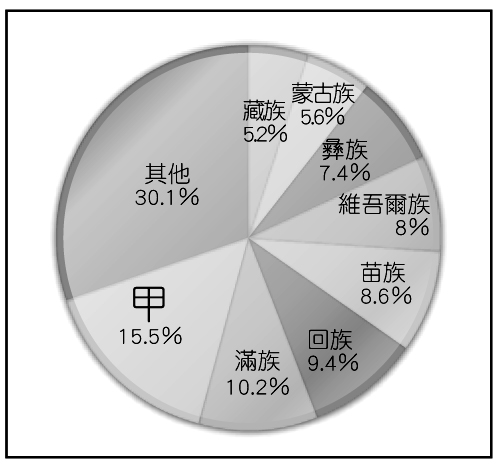 藏族
5.2%
蒙古族
5.6%
彝族
7.4%
維吾爾族
8%
苗族
8.6%
回族
9.4%
滿族
10.2%
甲
15.5%
其他
30.1%